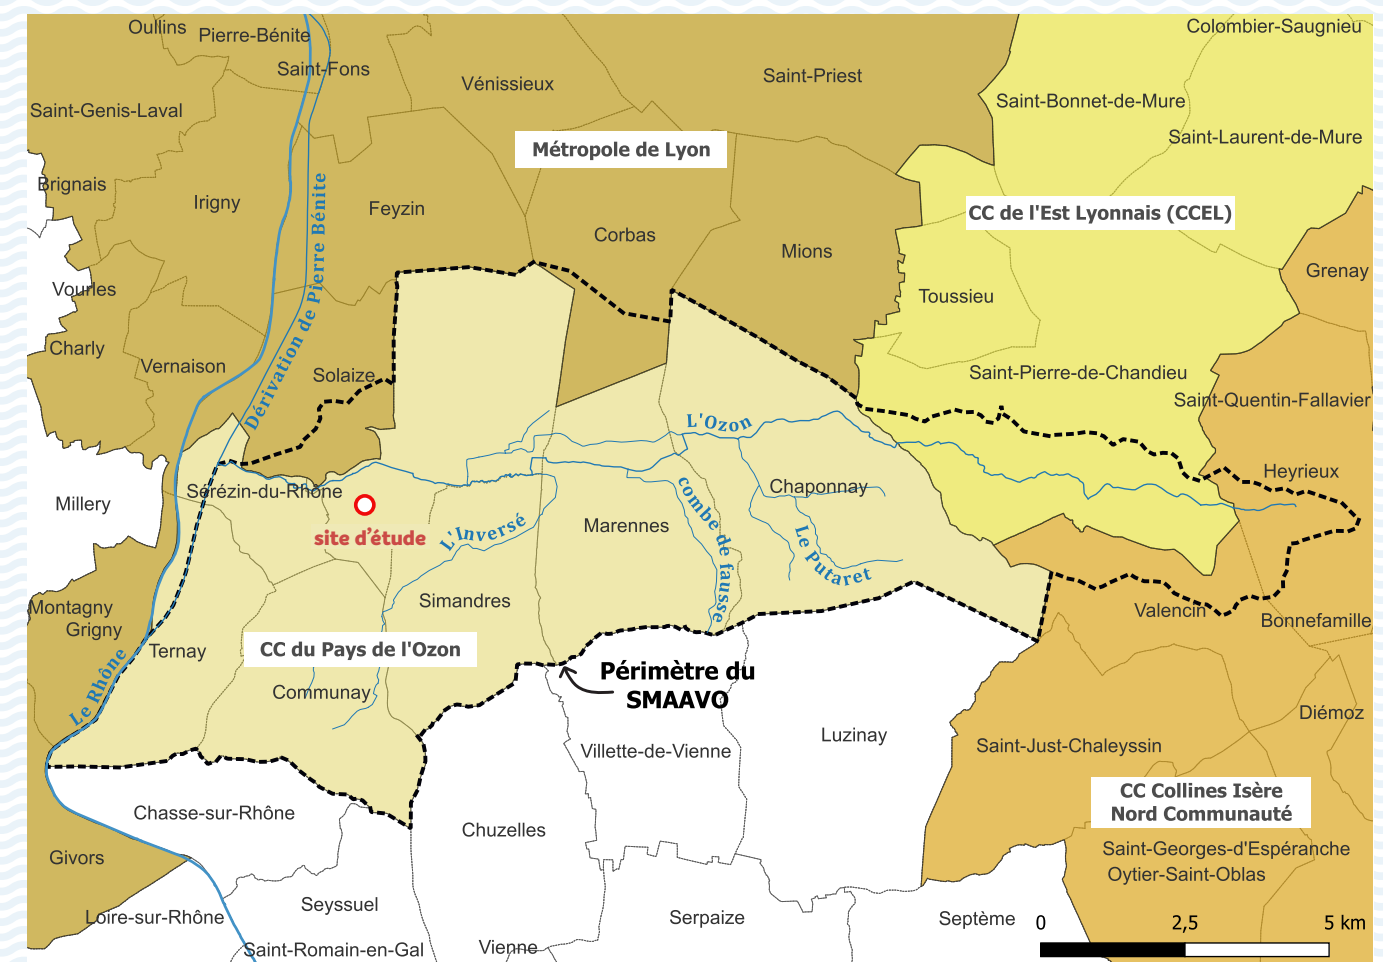 Oullins
Pierre-Bénite
Colombier-Saugnieu
Saint-Fons
Vénissieux
Saint-Priest
Saint-Genis-Laval
Saint-Bonnet-de-Mure
Saint-Laurent-de-Mure
Métropole de Lyon
Brignais
Irigny
Feyzin
CC de l'Est Lyonnais (CCEL)
Corbas
Mions
Dérivation de Pierre Bénite
Grenay
Vourles
Toussieu
Charly
Vernaison
Solaize
Saint-Pierre-de-Chandieu
Saint-Quentin-Fallavier
L'Ozon
Heyrieux
Sérézin-du-Rhône
Chaponnay
Millery
site d'étude
L'Inversé
Marennes
combe de fausse
Le Putaret
Simandres
Montagny
Grigny
Valencin
Bonnefamille
Ternay
CC du Pays de l'Ozon
Le Rhône
Communay
Périmètre du
SMAAVO
Diémoz
Luzinay
Saint-Just-Chaleyssin
Villette-de-Vienne
CC Collines Isère
Nord Communauté
Chasse-sur-Rhône
Chuzelles
Givors
Saint-Georges-d'Espéranche
Oytier-Saint-Oblas
Seyssuel
Loire-sur-Rhône
Serpaize
Septème
0 2,5 5 km
Saint-Romain-en-Gal
Vienne